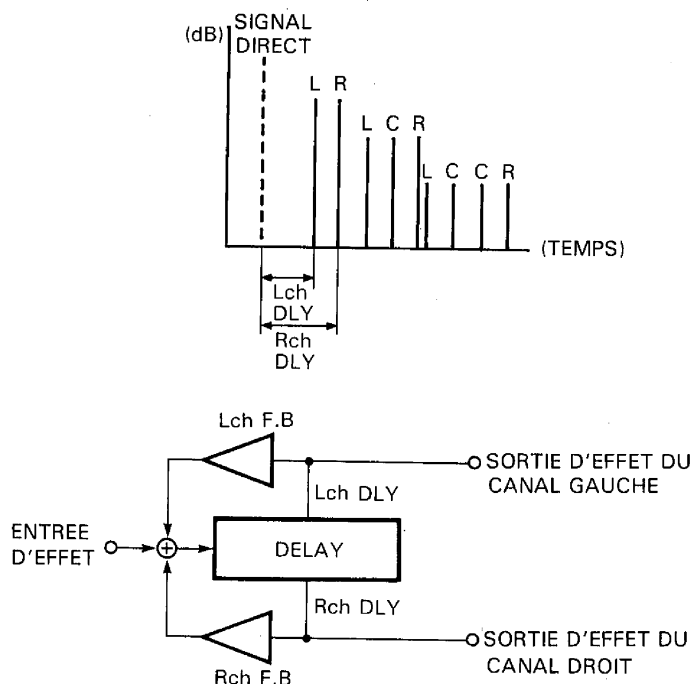 SIGNAL
(dB) DIRECT
L R
L C R
L C C R
(TEMPS)
Lch
DLY
Rch
DLY
Lch F.B
SORTIE D'EFFET DU
CANAL GAUCHE
Lch DLY
ENTREE
D'EFFET
DELAY
Rch DLY
SORTIE D'EFFET DU
CANAL DROIT
Rch F.B